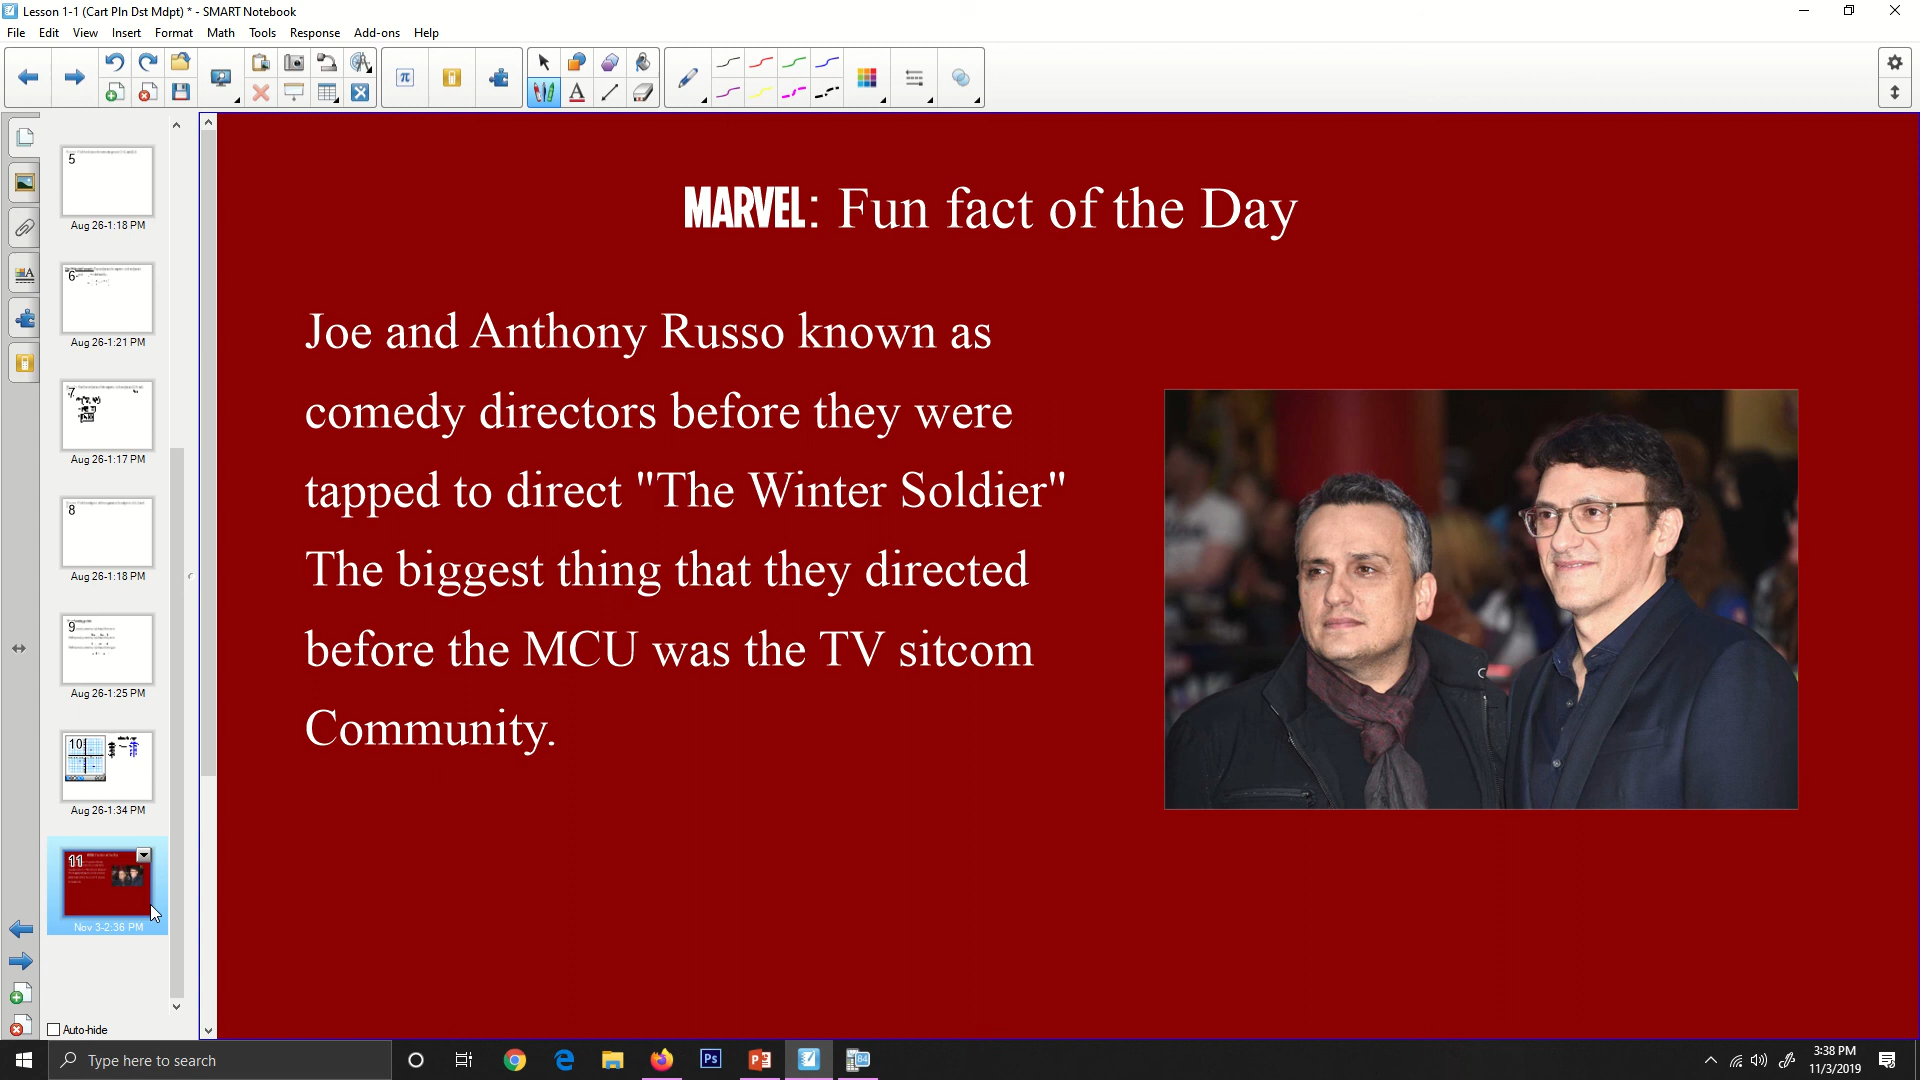 Lesson 1-1 (Cart Pln Dst Mdpt) * - SMART Notebook
File Edit View Insert Format Math Tools Response Add-ons Help
5
Aug 26-1:18 PM
6
Aug 26-1:21 PM
7
Aug 26-1:17 PM
8
Aug 26-1:18 PM
9
Aug 26-1:25 PM
10
Aug 26-1:34 PM
11
Nov 3-2:36 PM
Auto-hide
MARVEL: Fun fact of the Day
Joe and Anthony Russo known as
comedy directors before they were
tapped to direct "The Winter Soldier"
The biggest thing that they directed
before the MCU was the TV sitcom
Community.
Type here to search
Ps
84
3:38 PM
11/3/2019